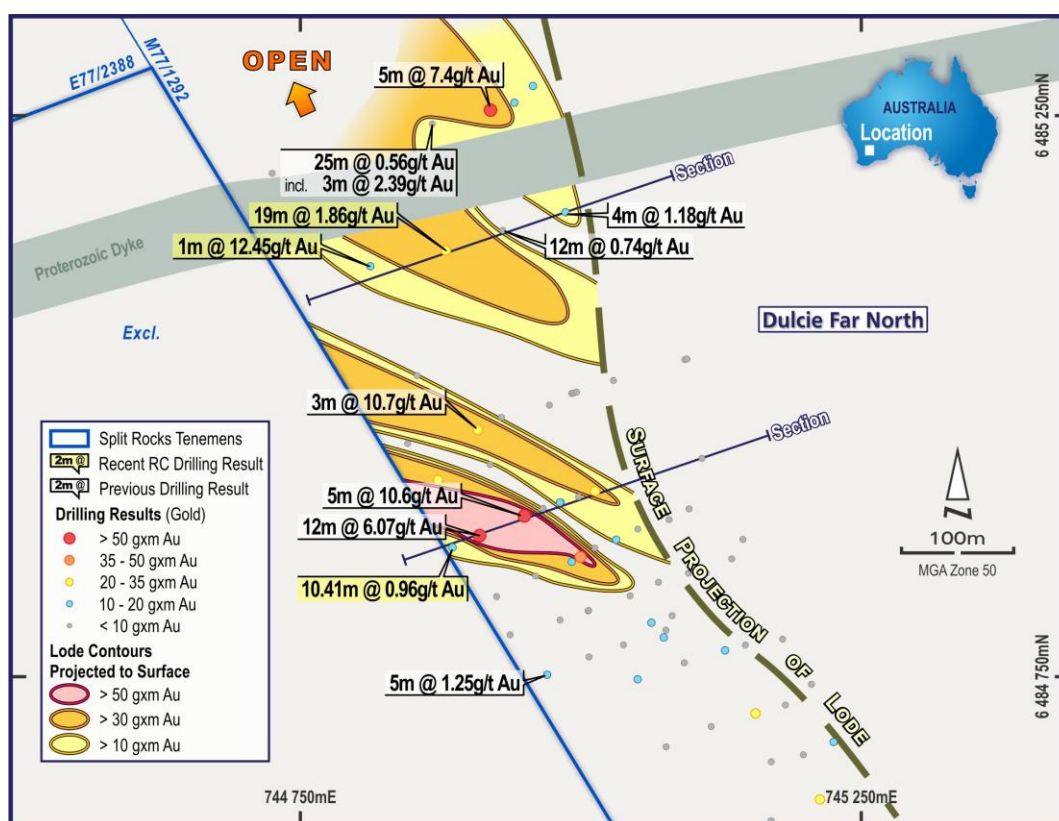 E77/2388
M77/1292
OPEN
5m @ 7.4g/t Au
AUSTRALIA
Location
6 485 250mN
25m @ 0.56g/t Au
incl. 3m @ 2.39g/t Au
Section
19m @ 1.86g/t Au
4m @ 1.18g/t Au
1m @ 12.45g/t Au
12m @ 0.74g/t Au
Proterozoic Dyke
Excl.
Dulcie Far North
3m @ 10.7g/t Au
Section
SURFACE PROJECTION OF LODE
5m @ 10.6g/t Au
12m @ 6.07g/t Au
10.41m @ 0.96g/t Au
5m @ 1.25g/t Au
N
100m
MGA Zone 50
6 484 750mN
Split Rocks Tenemens
2m @ Recent RC Drilling Result
2m @ Previous Drilling Result
Drilling Results (Gold)
> 50 gxm Au
35 - 50 gxm Au
20 - 35 gxm Au
10 - 20 gxm Au
< 10 gxm Au
Lode Contours
Projected to Surface
> 50 gxm Au
> 30 gxm Au
> 10 gxm Au
744 750mE
745 250mE